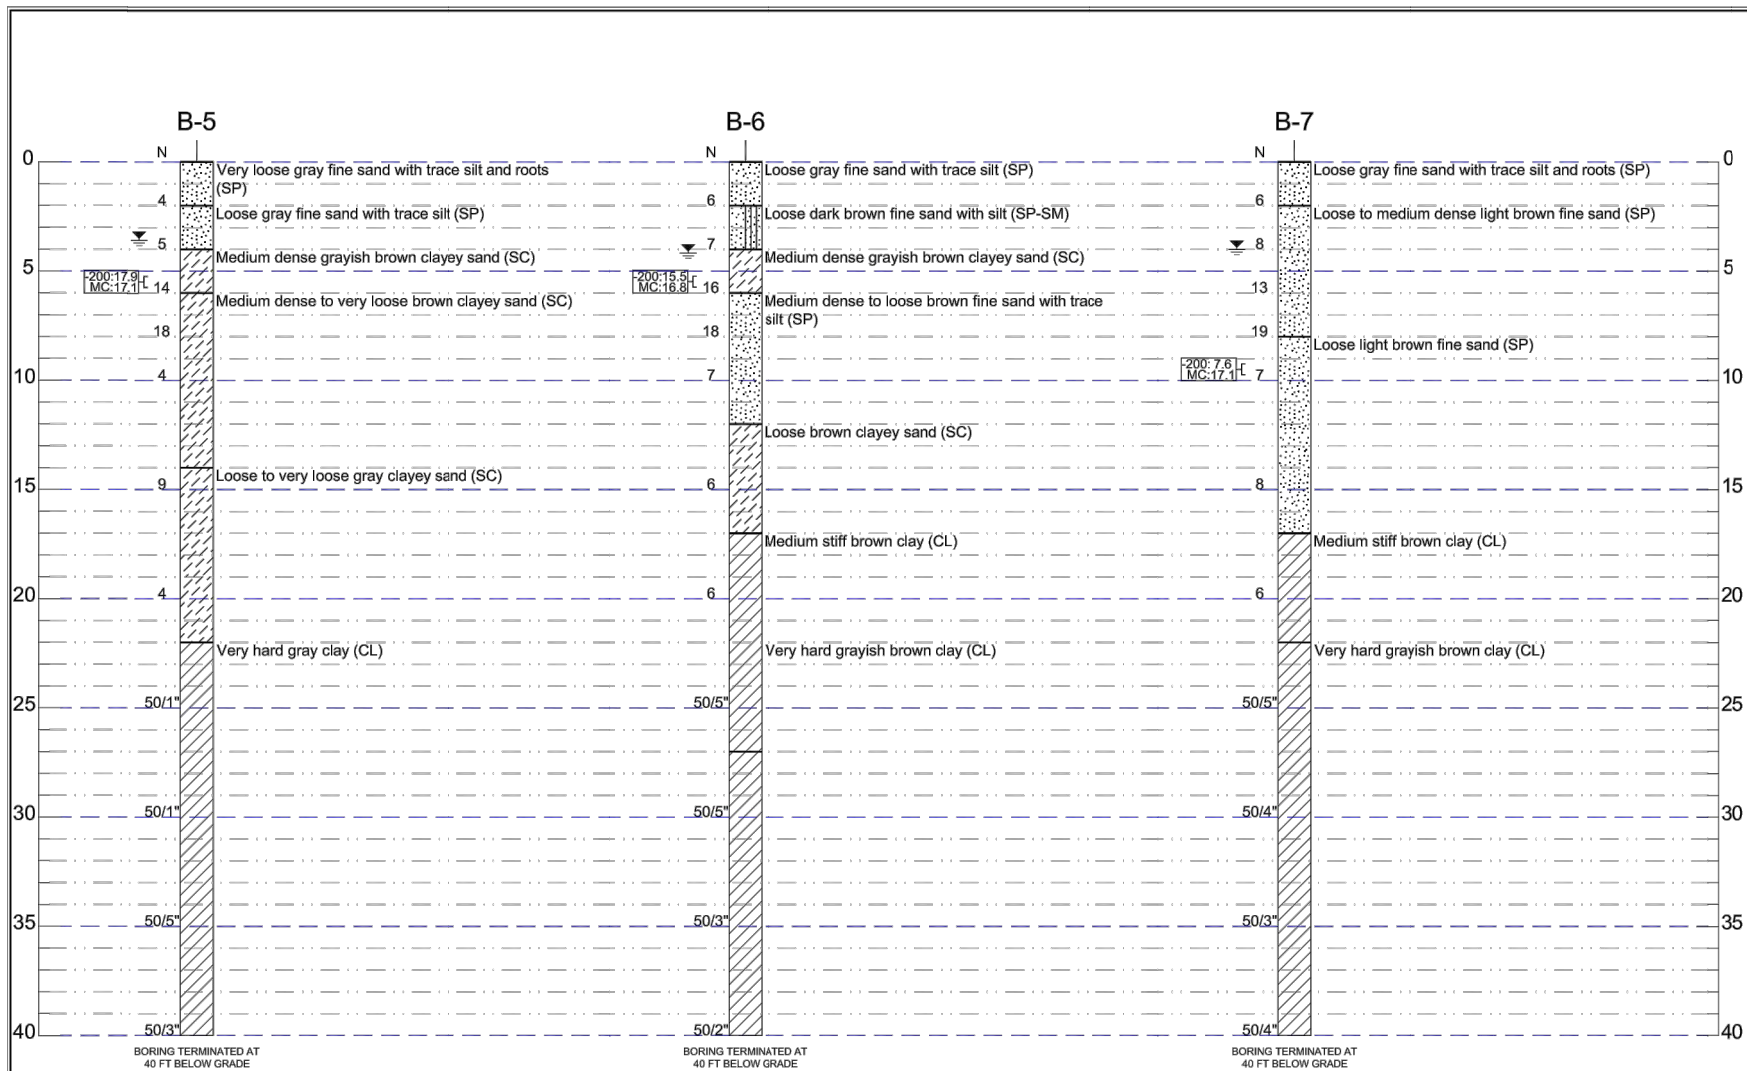 B-5
B-6
B-7
N
N
N
0
0
Very loose gray fine sand with trace silt and roots
(SP)
Loose gray fine sand with trace silt (SP)
Loose gray fine sand with trace silt and roots (SP)
4
6
6
Loose gray fine sand with trace silt (SP)
Loose dark brown fine sand with silt (SP-SM)
Loose to medium dense light brown fine sand (SP)
5
7
8
Medium dense grayish brown clayey sand (SC)
Medium dense grayish brown clayey sand (SC)
5
5
-200:17.9
MC:17.1
14
-200:15.5
MC:16.8
16
13
Medium dense to very loose brown clayey sand (SC)
Medium dense to loose brown fine sand with trace
silt (SP)
18
18
19
Loose light brown fine sand (SP)
-200: 7.6
MC:17.1
10
4
7
7
10
Loose brown clayey sand (SC)
Loose to very loose gray clayey sand (SC)
15
9
6
8
15
Medium stiff brown clay (CL)
Medium stiff brown clay (CL)
20
4
6
6
20
Very hard gray clay (CL)
Very hard grayish brown clay (CL)
Very hard grayish brown clay (CL)
25
50/1"
50/5"
50/5"
25
30
50/1"
50/5"
50/4"
30
35
50/5"
50/3"
50/3"
35
40
50/3"
50/2"
50/4"
40
BORING TERMINATED AT
40 FT BELOW GRADE
BORING TERMINATED AT
40 FT BELOW GRADE
BORING TERMINATED AT
40 FT BELOW GRADE